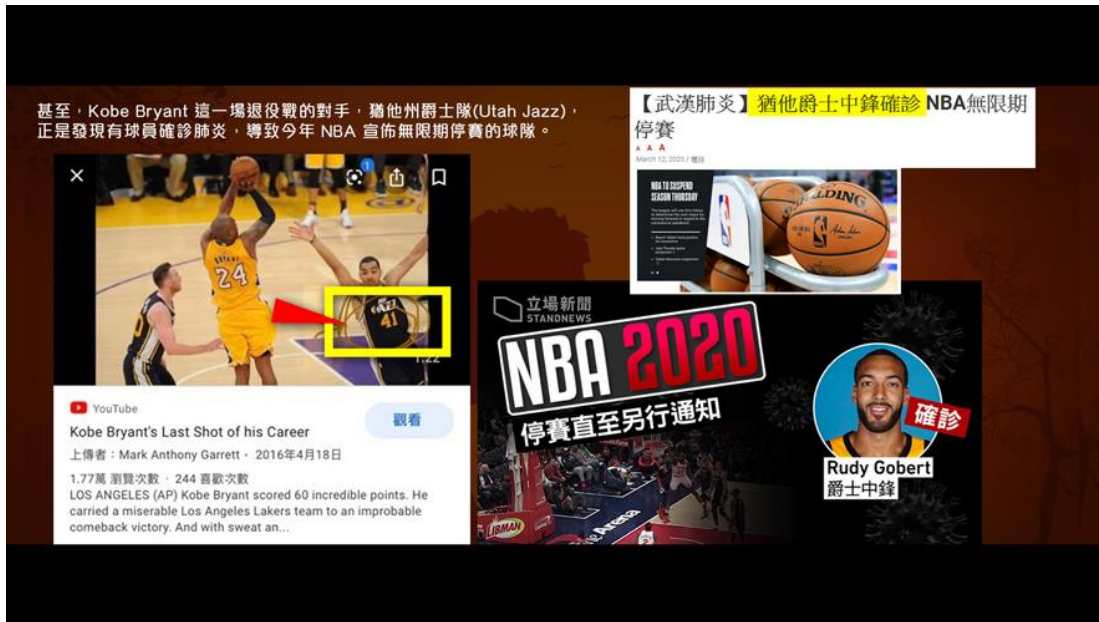 甚至，Kobe Bryant 這一場退役戰的對手，猶他州爵士隊(Utah Jazz)，
正是發現有球員確診肺炎，導致今年 NBA 宣佈無限期停賽的球隊。
【武漢肺炎】猶他爵士中鋒確診 NBA無限期
停賽
A A A
March 12, 2020 / 體路
NBA TO SUSPEND
SEASON THURSDAY
SPALDING
1
BRYANT
24
41
1:22
YouTube
觀看
Kobe Bryant's Last Shot of his Career
上傳者：Mark Anthony Garrett · 2016年4月18日
1.77萬 瀏覽次數 · 244 喜歡次數
LOS ANGELES (AP) Kobe Bryant scored 60 incredible points. He
carried a miserable Los Angeles Lakers team to an improbable
comeback victory. And with sweat an...
立場新聞
STANDNEWS
NBA 2020
停賽直至另行通知
確診
Rudy Gobert
爵士中鋒
LIBMAN
Arena